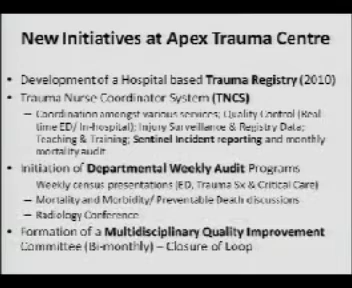 New Initiatives at Apex Trauma Centre
• Development of a Hospital based Trauma Registry (2010)
• Trauma Nurse Coordinator System (TNCS)
– Coordination amongst various services; Quality Control (Real
time ED/ In-hospital); Injury Surveillance & Registry Data;
Teaching & Training; Sentinel Incident reporting and monthly
mortality audit
• Initiation of Departmental Weekly Audit Programs
Weekly census presentations (ED, Trauma Sx & Critical Care)
– Mortality and Morbidity/ Preventable Death discussions
– Radiology Conference
• Formation of a Multidisciplinary Quality Improvement
Committee (Bi-monthly) – Closure of Loop